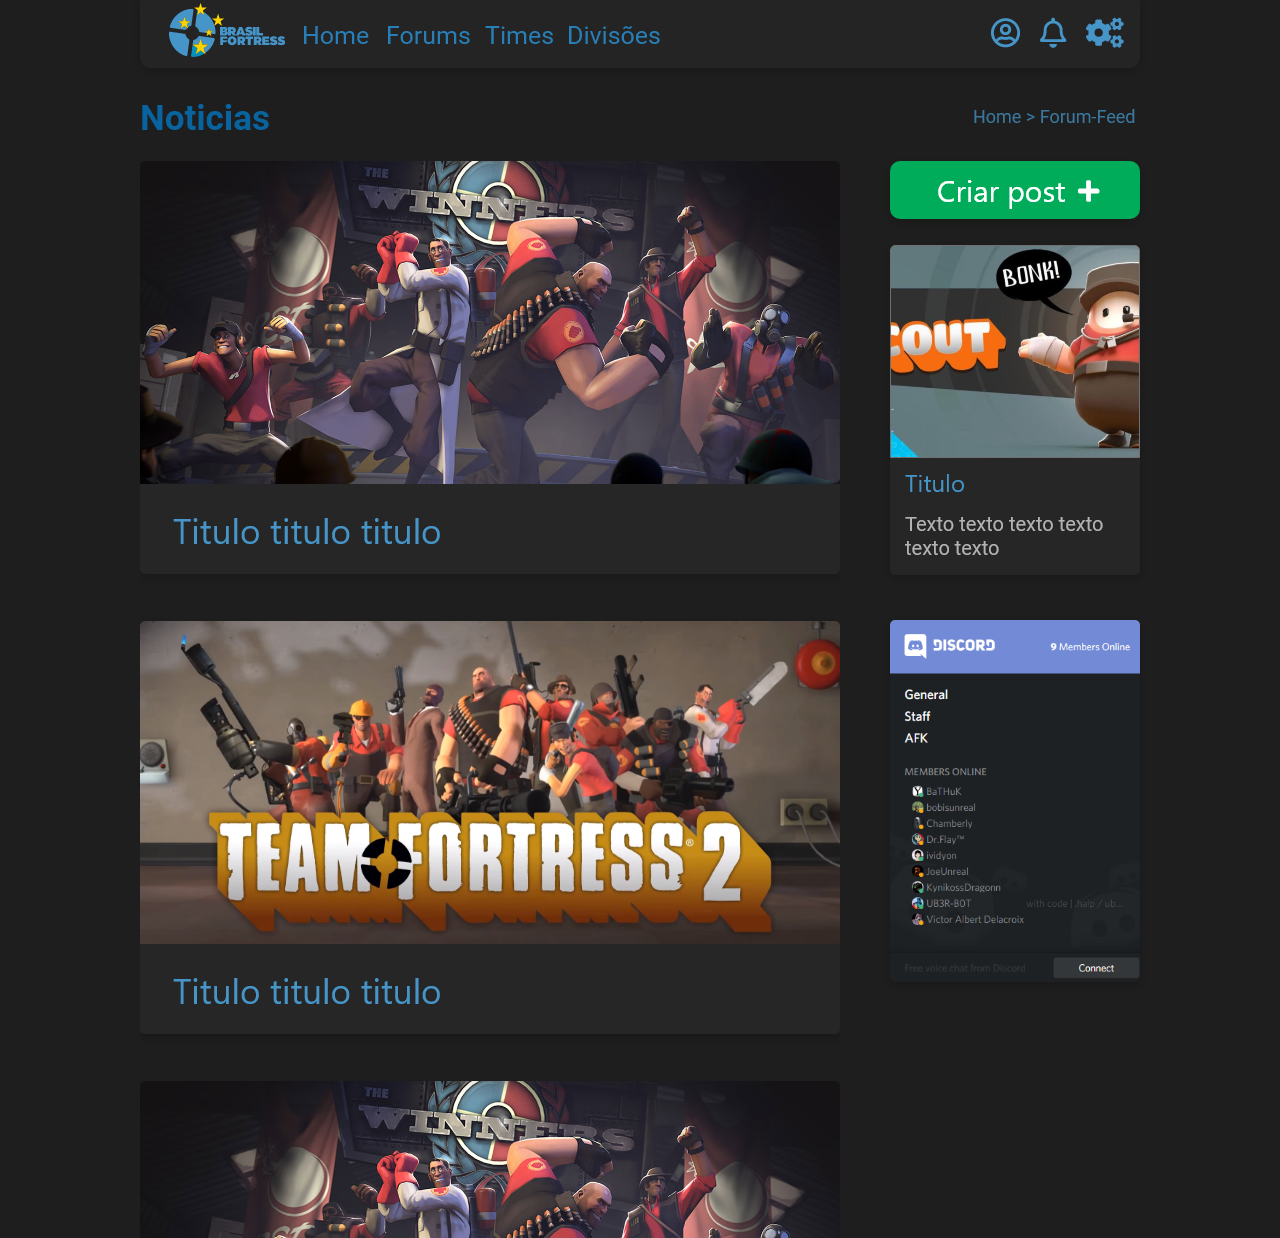 BRASIL
FORTRESS
Home Forums Times Divisões
Noticias
Home > Forum-Feed
THE
WINNERS
Titulo titulo titulo
Criar post +
BONK!
COUT
Titulo
Texto texto texto texto
texto texto
TEAM FORTRESS® 2
Titulo titulo titulo
DISCORD
9 Members Online
General
Staff
AFK
MEMBERS ONLINE
BaTHuK
bobisunreal
Chamberly
Dr.Flay™
ividyon
JoeUnreal
KynikossDragonn
UB3R-B0T with code | .help / ub...
Victor Albert Delacroix
Free voice chat from Discord
Connect
THE
WINNERS